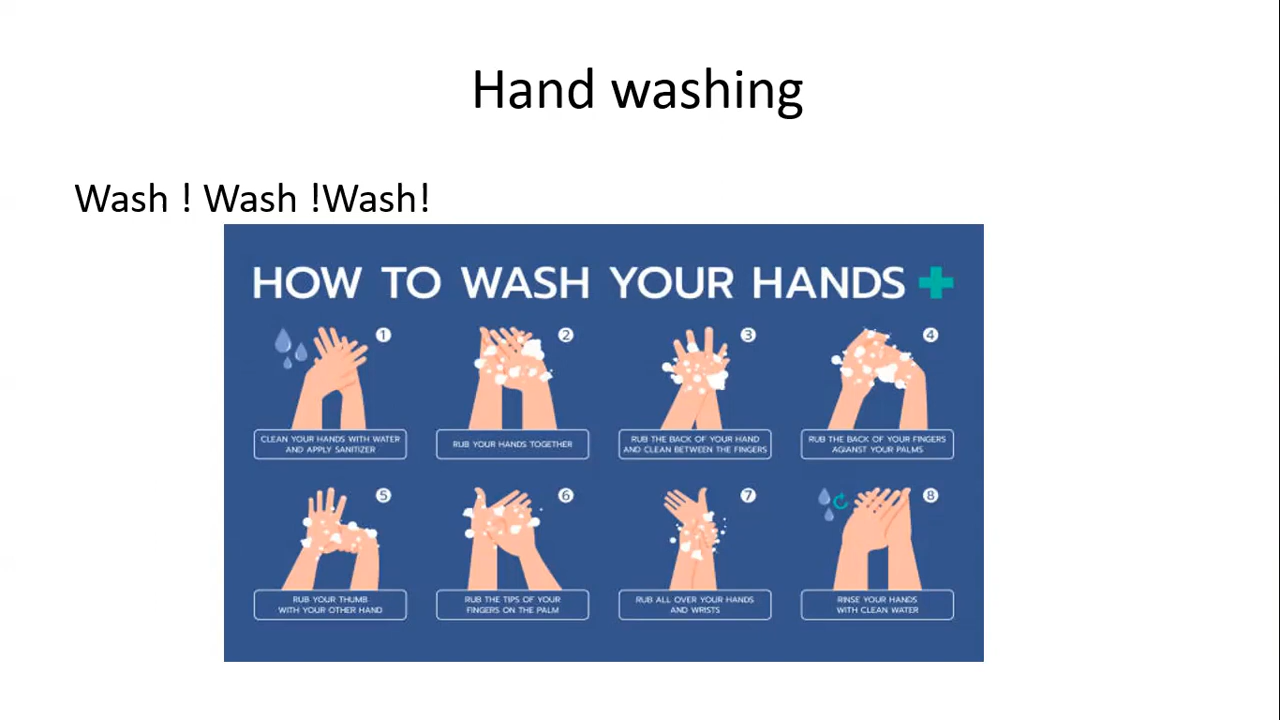 Hand washing
Wash ! Wash !Wash!
HOW TO WASH YOUR HANDS
1
CLEAN YOUR HANDS WITH WATER
AND APPLY SANITIZER
2
RUB YOUR HANDS TOGETHER
3
RUB THE BACK OF YOUR HAND
AND CLEAN BETWEEN THE FINGERS
4
RUB THE BACK OF YOUR FINGERS
AGIANST YOUR PALMS
5
RUB YOUR THUMB
WITH YOUR OTHER HAND
6
RUB THE TIPS OF YOUR
FINGERS ON THE PALM
7
RUB ALL OVER YOUR HANDS
AND WRISTS
8
RINSE YOUR HANDS
WITH CLEAN WATER